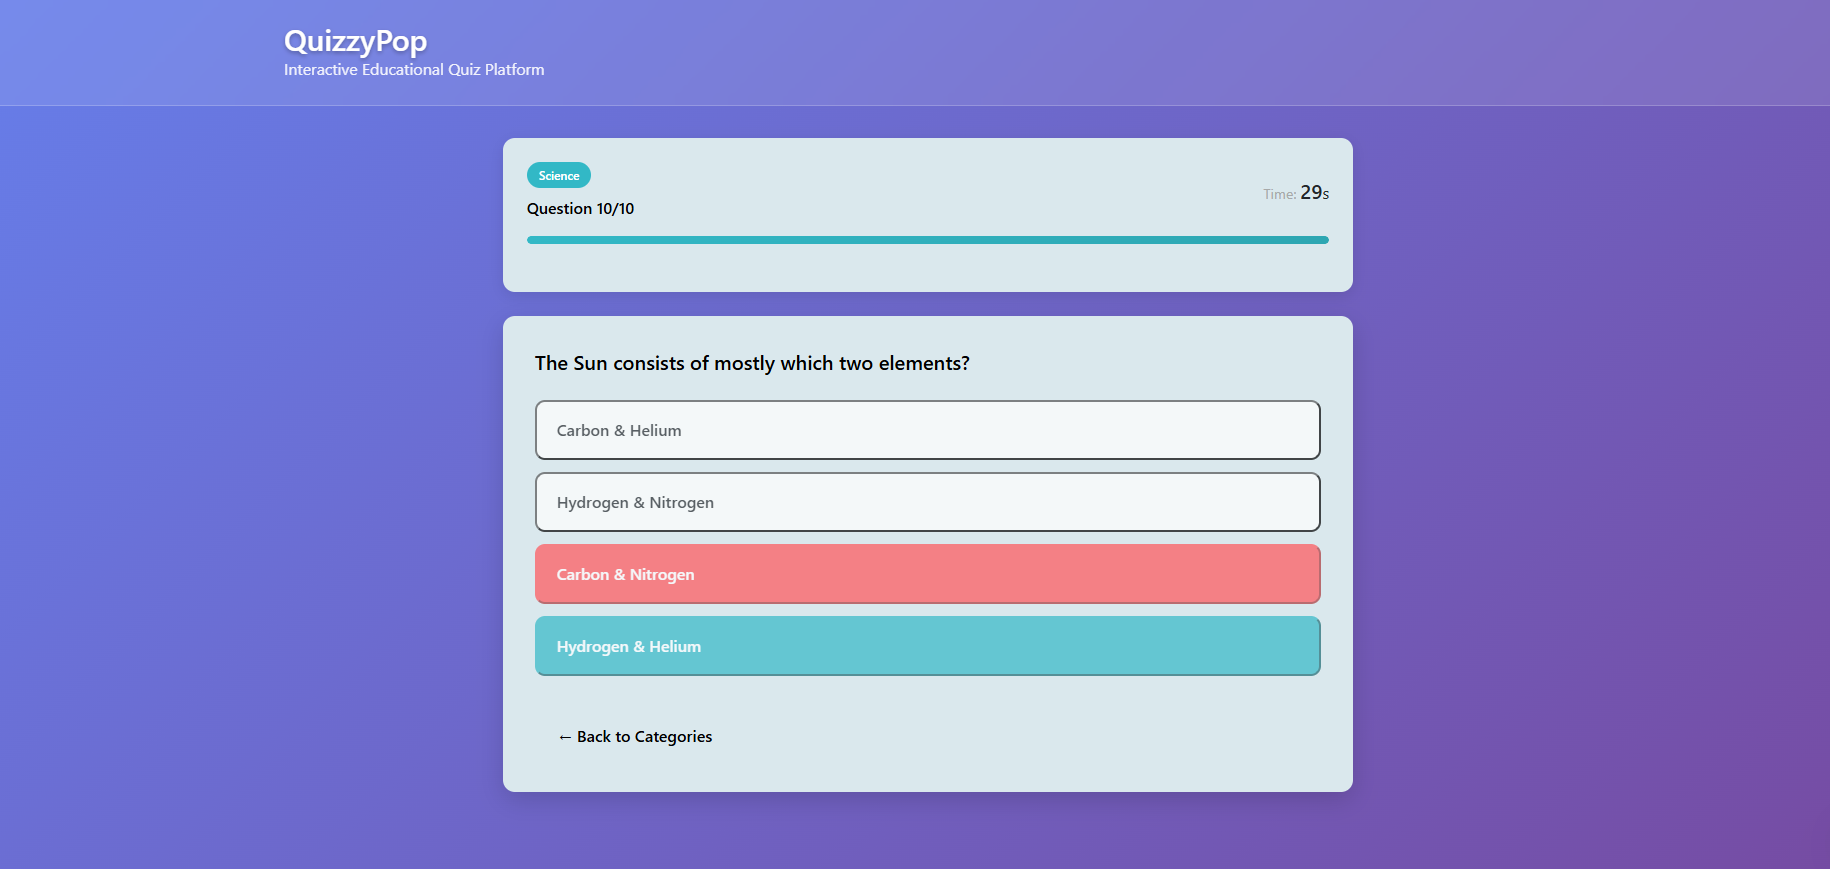 QuizzyPop
Interactive Educational Quiz Platform
Science
Question 10/10
Time: 29s
The Sun consists of mostly which two elements?
Carbon & Helium
Hydrogen & Nitrogen
Carbon & Nitrogen
Hydrogen & Helium
← Back to Categories